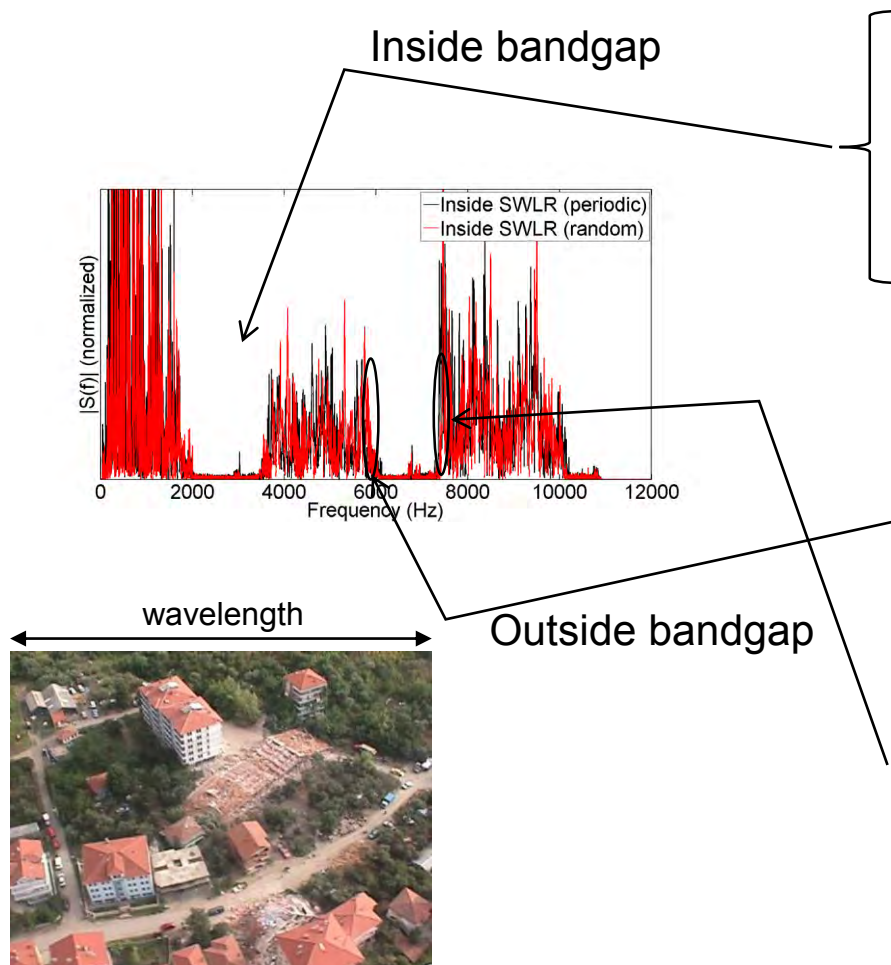 Inside bandgap
Inside SWLR (periodic)
Inside SWLR (random)
|S(f)| (normalized)
0 2000 4000 6000 8000 10000 12000
Frequency (Hz)
wavelength
Outside bandgap